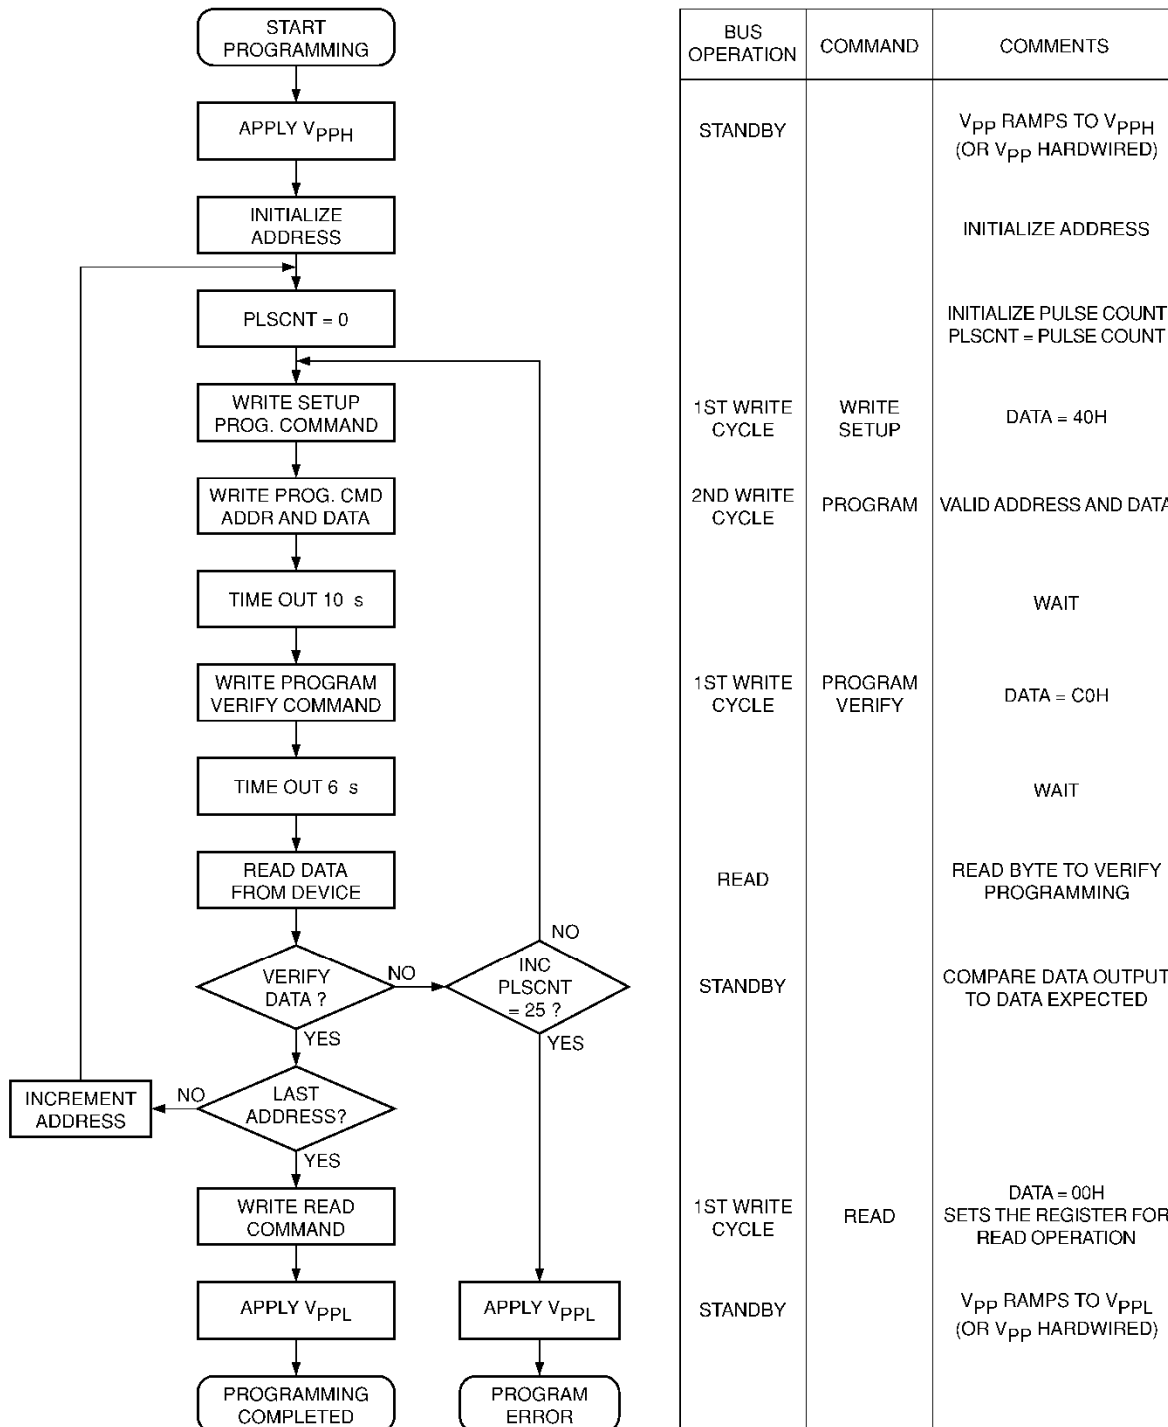 START
PROGRAMMING
APPLY VPPH
INITIALIZE
ADDRESS
PLSCNT = 0
WRITE SETUP
PROG. COMMAND
WRITE PROG. CMD
ADDR AND DATA
TIME OUT 10 s
WRITE PROGRAM
VERIFY COMMAND
TIME OUT 6 s
READ DATA
FROM DEVICE
VERIFY
DATA ?
NO
YES
INC
PLSCNT
= 25 ?
NO
YES
LAST
ADDRESS?
NO
YES
INCREMENT
ADDRESS
WRITE READ
COMMAND
APPLY VPPL
APPLY VPPL
PROGRAMMING
COMPLETED
PROGRAM
ERROR
BUS
OPERATION
COMMAND
COMMENTS
STANDBY
VPP RAMPS TO VPPH
(OR VPP HARDWIRED)
INITIALIZE ADDRESS
INITIALIZE PULSE COUNT
PLSCNT = PULSE COUNT
1ST WRITE
CYCLE
WRITE
SETUP
DATA = 40H
2ND WRITE
CYCLE
PROGRAM
VALID ADDRESS AND DATA
WAIT
1ST WRITE
CYCLE
PROGRAM
VERIFY
DATA = C0H
WAIT
READ
READ BYTE TO VERIFY
PROGRAMMING
STANDBY
COMPARE DATA OUTPUT
TO DATA EXPECTED
1ST WRITE
CYCLE
READ
DATA = 00H
SETS THE REGISTER FOR
READ OPERATION
STANDBY
VPP RAMPS TO VPPL
(OR VPP HARDWIRED)